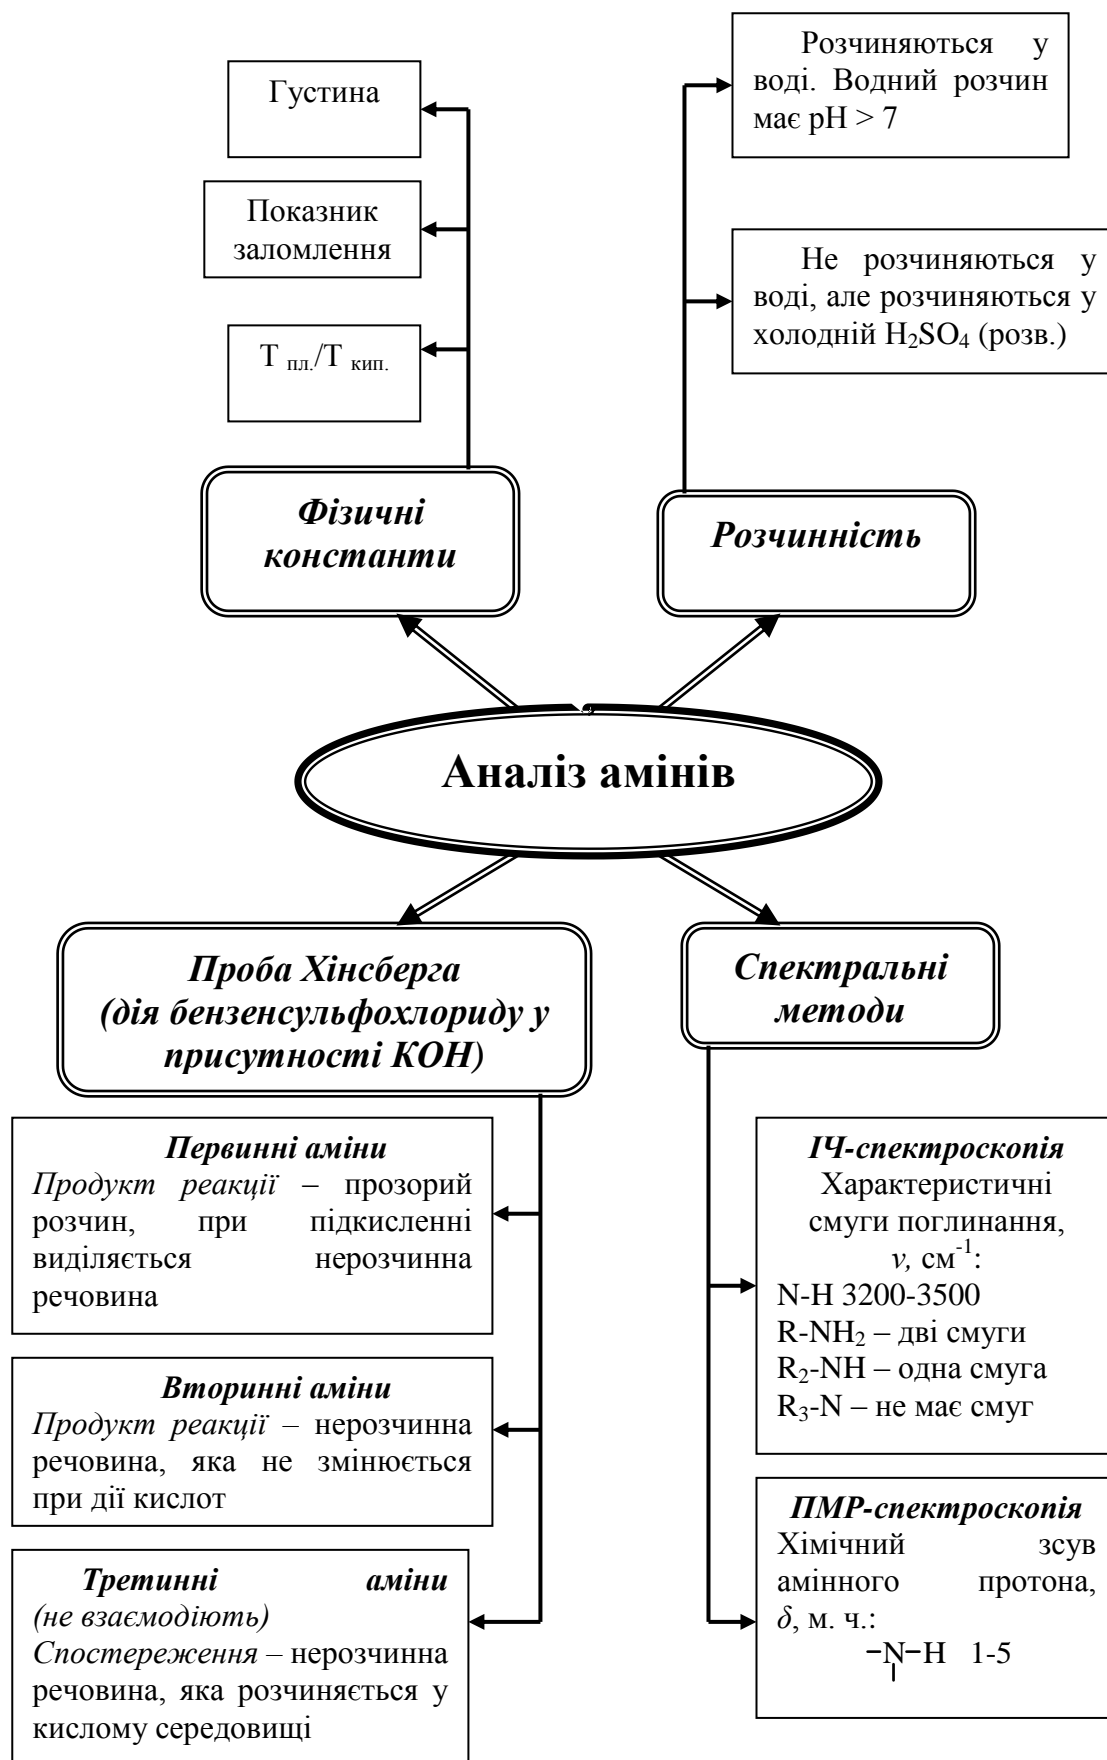 Густина
Показник
заломлення
Т пл./Т кип.
Фізичні
константи
Розчиняються у
воді. Водний розчин
має pH > 7
Не розчиняються у
воді, але розчиняються у
холодній H₂SO₄ (розв.)
Розчинність
Аналіз амінів
Проба Хінсберга
(дія бензенсульфохлориду у
присутності КОН)
Первинні аміни
Продукт реакції – прозорий
розчин, при підкисленні
виділяється нерозчинна
речовина
Вторинні аміни
Продукт реакції – нерозчинна
речовина, яка не змінюється
при дії кислот
Третинні аміни
(не взаємодіють)
Спостереження – нерозчинна
речовина, яка розчиняється у
кислому середовищі
Спектральні
методи
ІЧ-спектроскопія
Характеристичні
смуги поглинання,
ν, см⁻¹:
N-H 3200-3500
R-NH₂ – дві смуги
R₂-NH – одна смуга
R₃-N – не має смуг
ПМР-спектроскопія
Хімічний зсув
амінного протона,
δ, м. ч.:
–N–H 1-5